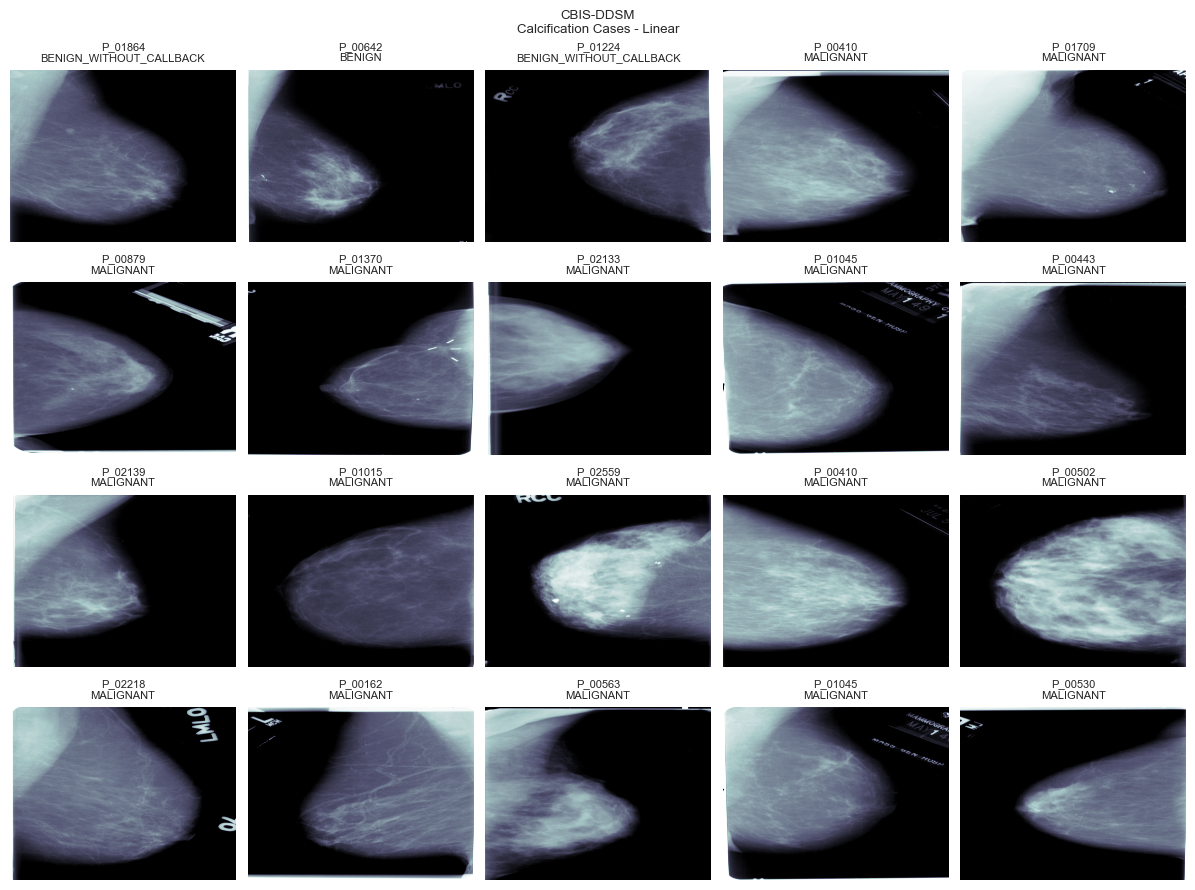 CBIS-DDSM
Calcification Cases - Linear
P_01864
BENIGN_WITHOUT_CALLBACK
P_00642
BENIGN
P_01224
BENIGN_WITHOUT_CALLBACK
P_00410
MALIGNANT
P_01709
MALIGNANT
MLO
R CC
P_00879
MALIGNANT
P_01370
MALIGNANT
P_02133
MALIGNANT
P_01045
MALIGNANT
P_00443
MALIGNANT
P_02139
MALIGNANT
P_01015
MALIGNANT
P_02559
MALIGNANT
P_00410
MALIGNANT
P_00502
MALIGNANT
RCC
P_02218
MALIGNANT
P_00162
MALIGNANT
P_00563
MALIGNANT
P_01045
MALIGNANT
P_00530
MALIGNANT
LMLO